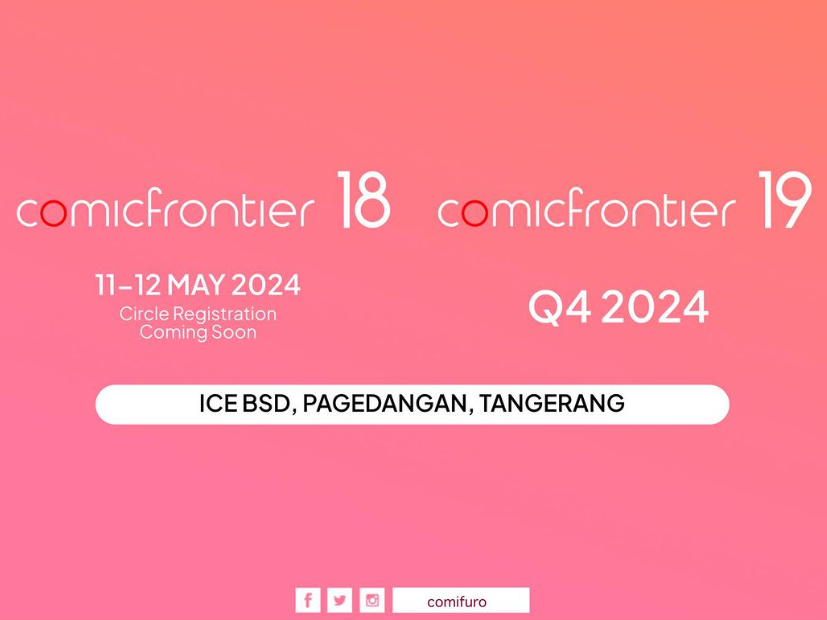 comicfrontier 18
11–12 MAY 2024
Circle Registration
Coming Soon
comicfrontier 19
Q4 2024
ICE BSD, PAGEDANGAN, TANGERANG
comifuro